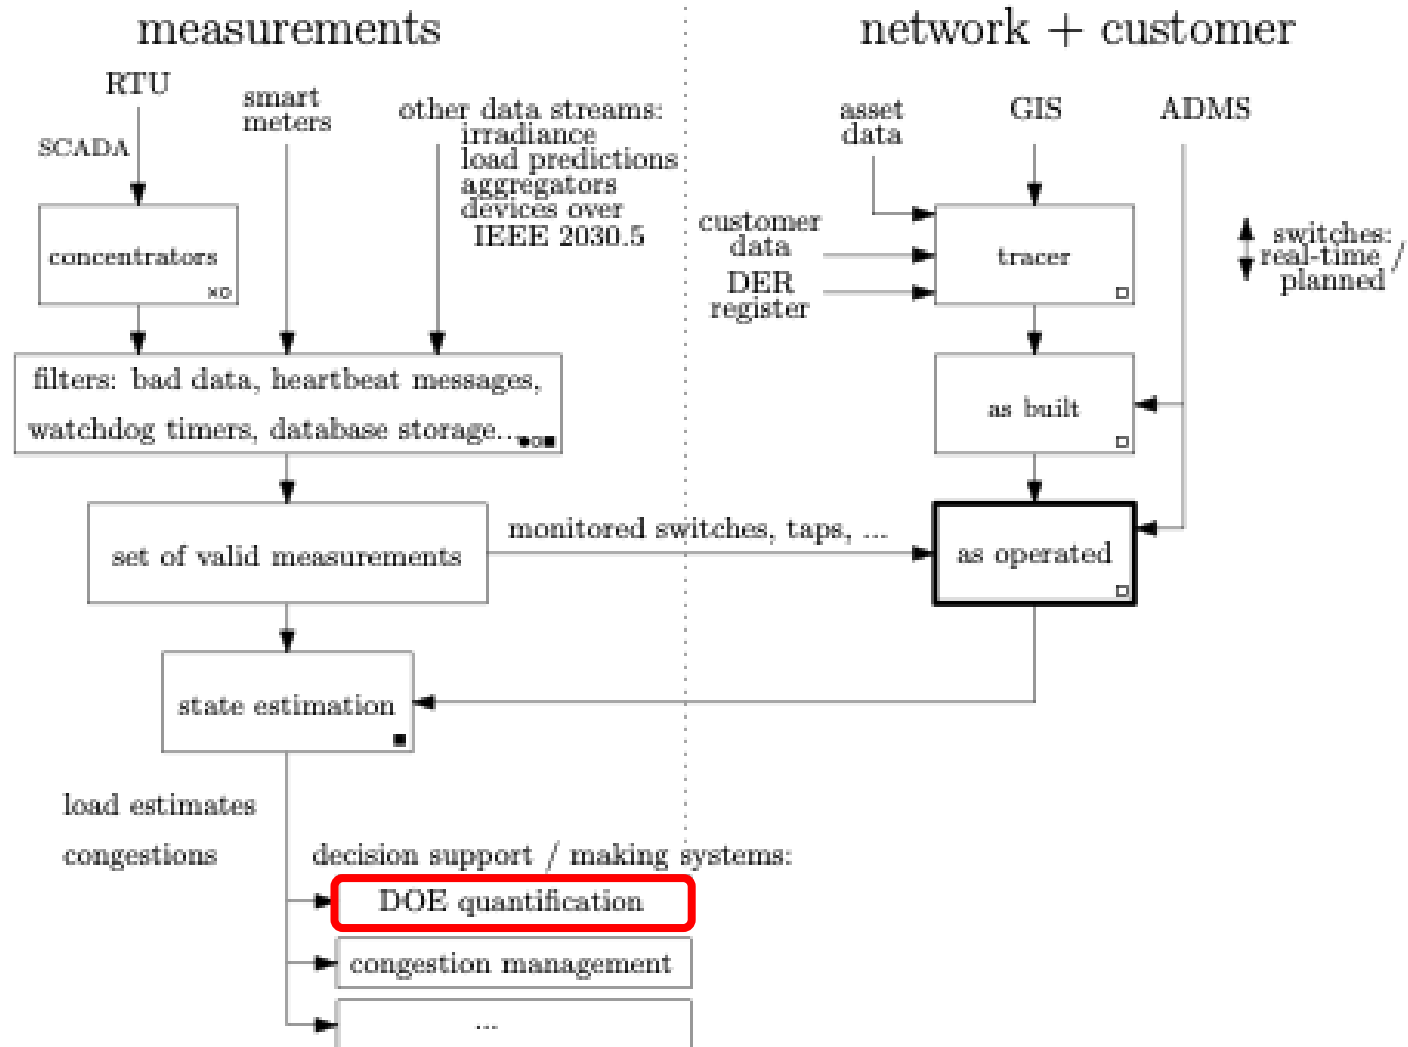 measurements
network + customer
RTU
SCADA
smart
meters
other data streams:
irradiance
load predictions
aggregators
devices over
IEEE 2030.5
asset
data
GIS
ADMS
concentrators
customer
data
DER
register
tracer
switches:
real-time /
planned
filters: bad data, heartbeat messages,
watchdog timers, database storage...
as built
set of valid measurements
monitored switches, taps, ...
as operated
state estimation
load estimates
congestions
decision support / making systems:
DOE quantification
congestion management
...